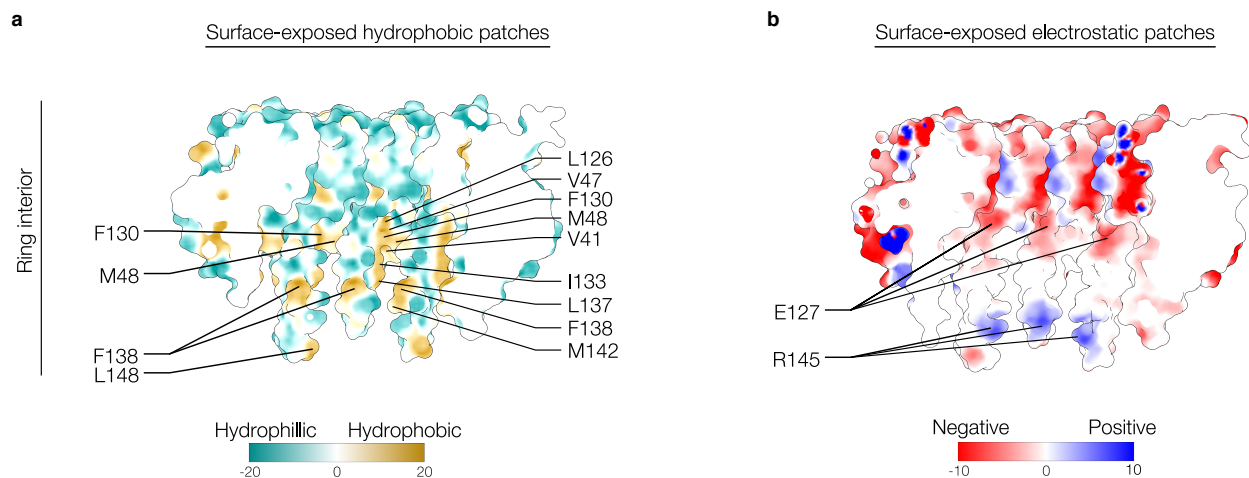 a
Surface-exposed hydrophobic patches
Ring interior
L126
V47
F130
M48
V41
I133
L137
F138
M142
F130
M48
F138
L148
Hydrophillic Hydrophobic
-20 0 20
b
Surface-exposed electrostatic patches
E127
R145
Negative Positive
-10 0 10